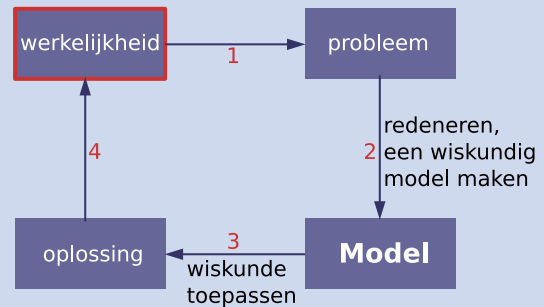 werkelijkheid
1
probleem
2
redeneren,
een wiskundig
model maken
4
oplossing
3
wiskunde
toepassen
Model